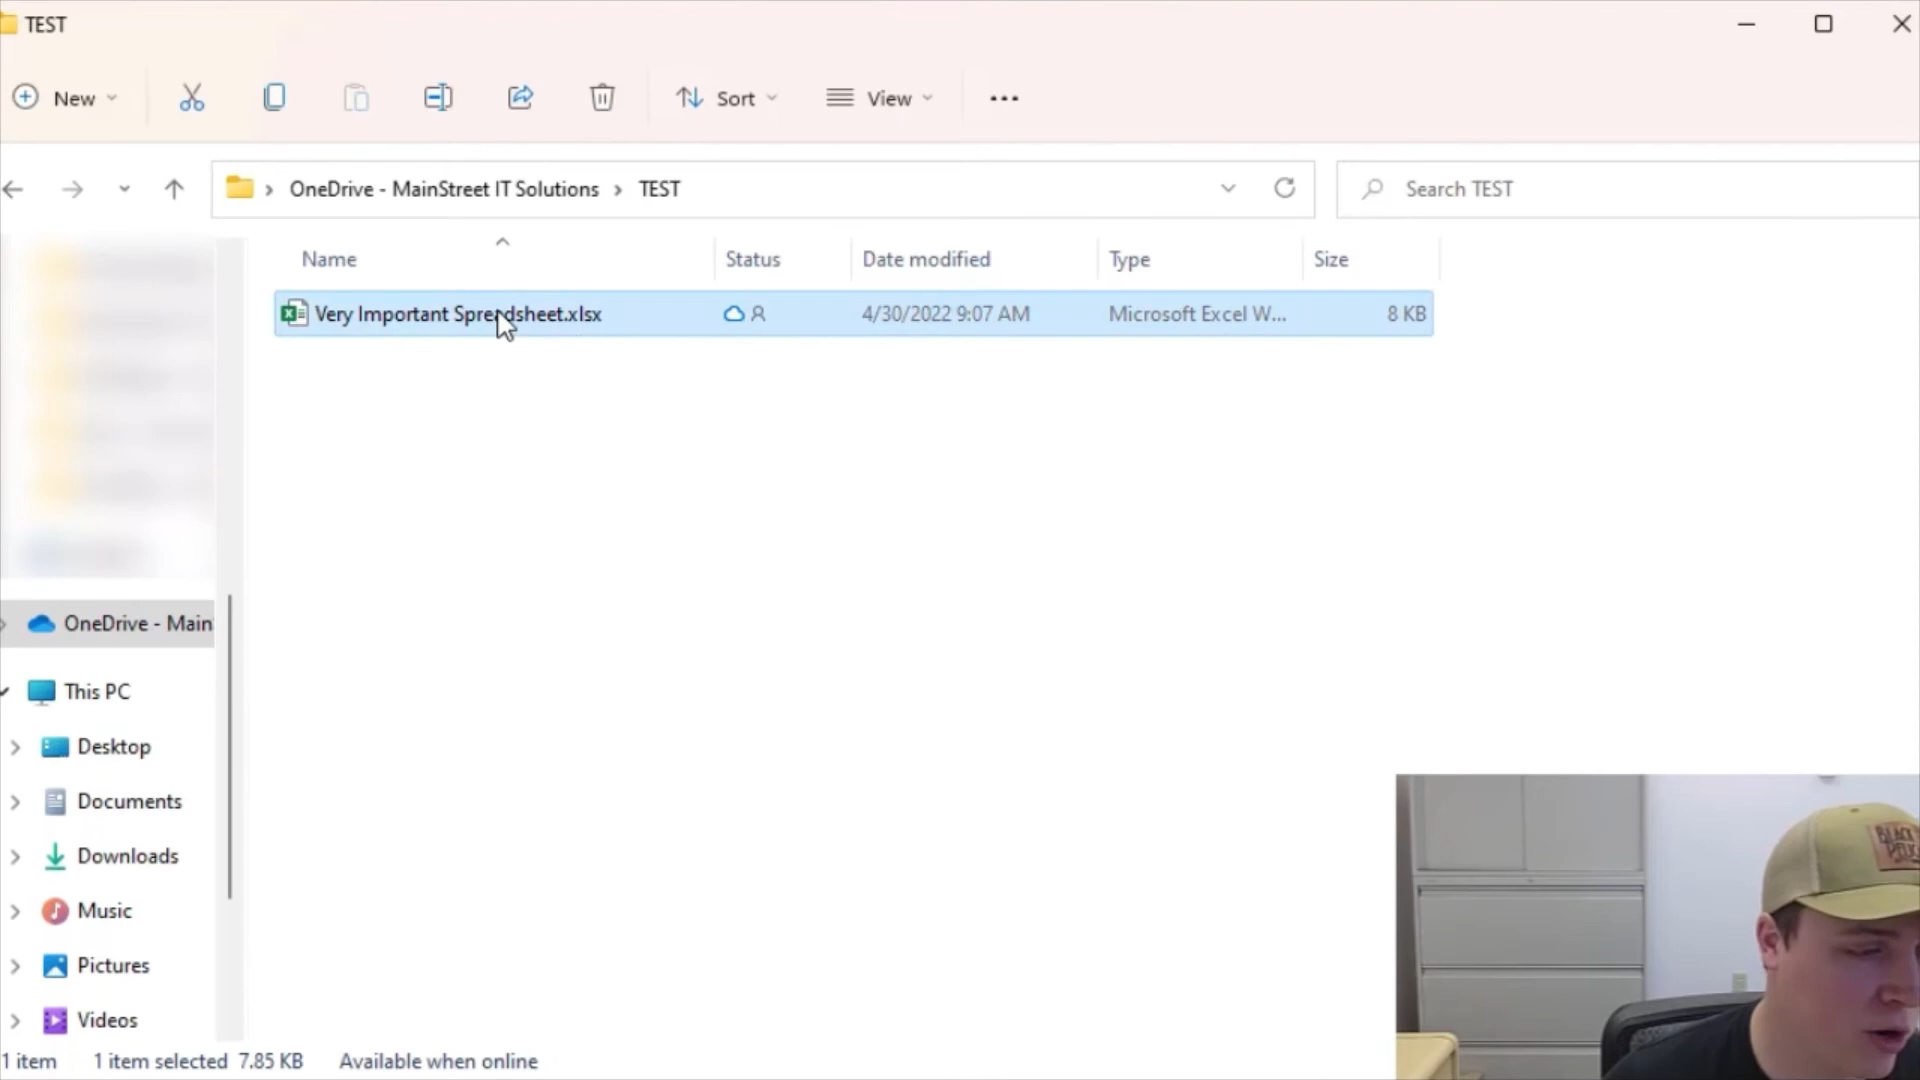 TEST
New
Sort
View
OneDrive - MainStreet IT Solutions > TEST
Search TEST
Name Status Date modified Type Size
Very Important Spreadsheet.xlsx 4/30/2022 9:07 AM Microsoft Excel W... 8 KB
OneDrive - Main
This PC
Desktop
Documents
Downloads
Music
Pictures
Videos
1 item 1 item selected 7.85 KB Available when online
BLACK